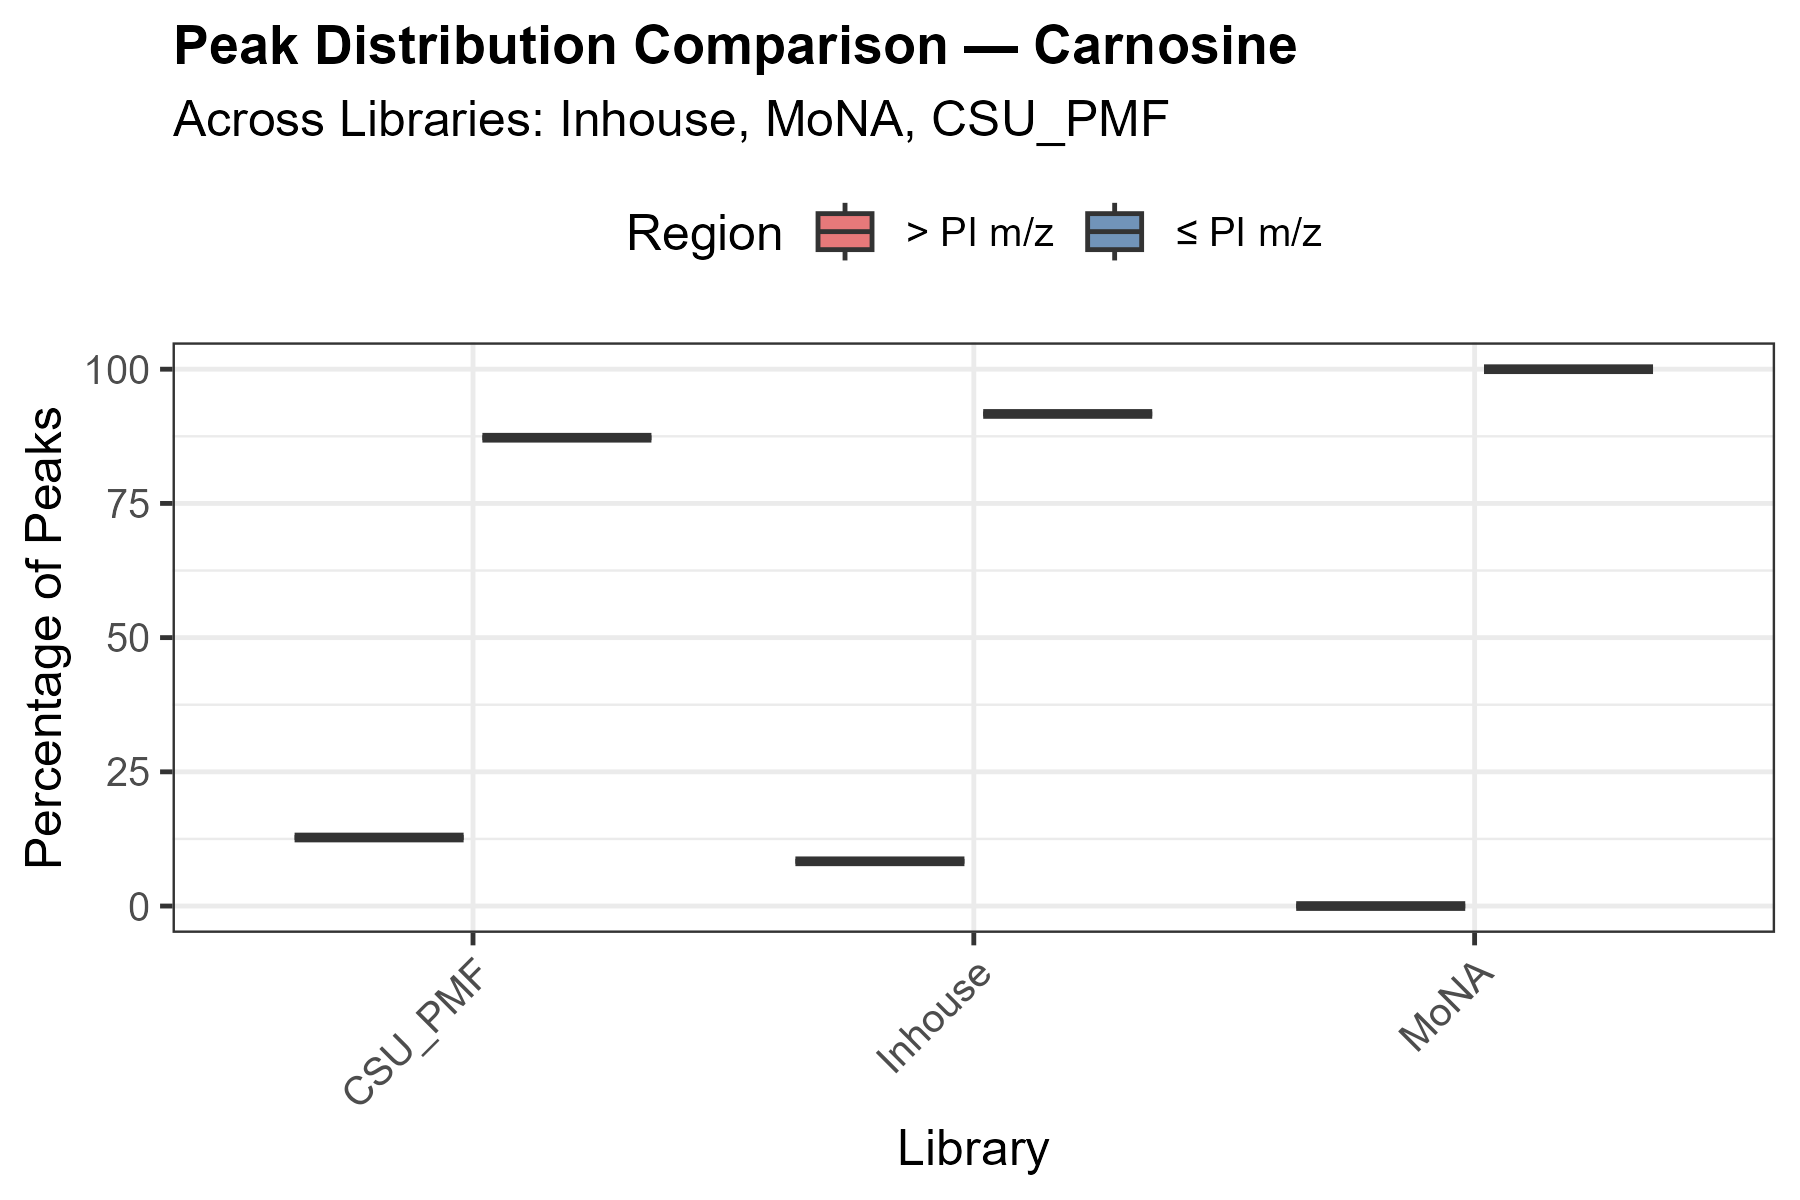 Peak Distribution Comparison — Carnosine
Across Libraries: Inhouse, MoNA, CSU_PMF
Region > PI m/z ≤ PI m/z
Percentage of Peaks
100
75
50
25
0
CSU_PMF Inhouse MoNA
Library